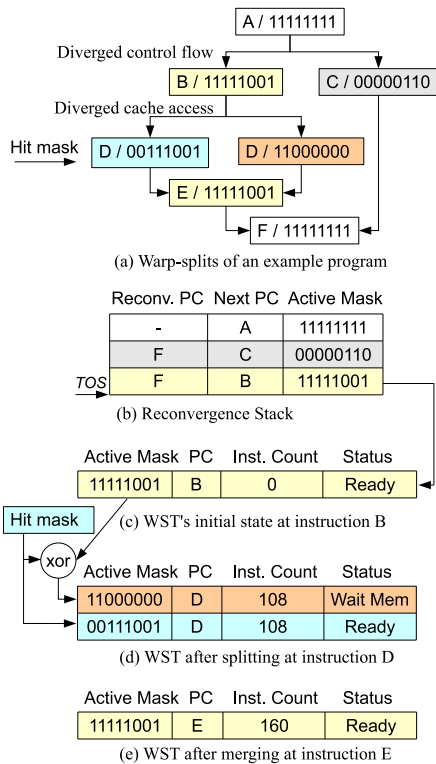 A / 11111111
Diverged control flow
B / 11111001
C / 00000110
Diverged cache access
Hit mask
D / 00111001
D / 11000000
E / 11111001
F / 11111111
(a) Warp-splits of an example program
Reconv. PC Next PC Active Mask
- A 11111111
F C 00000110
TOS F B 11111001
(b) Reconvergence Stack
Active Mask PC Inst. Count Status
11111001 B 0 Ready
Hit mask
(c) WST's initial state at instruction B
xor
Active Mask PC Inst. Count Status
11000000 D 108 Wait Mem
00111001 D 108 Ready
(d) WST after splitting at instruction D
Active Mask PC Inst. Count Status
11111001 E 160 Ready
(e) WST after merging at instruction E